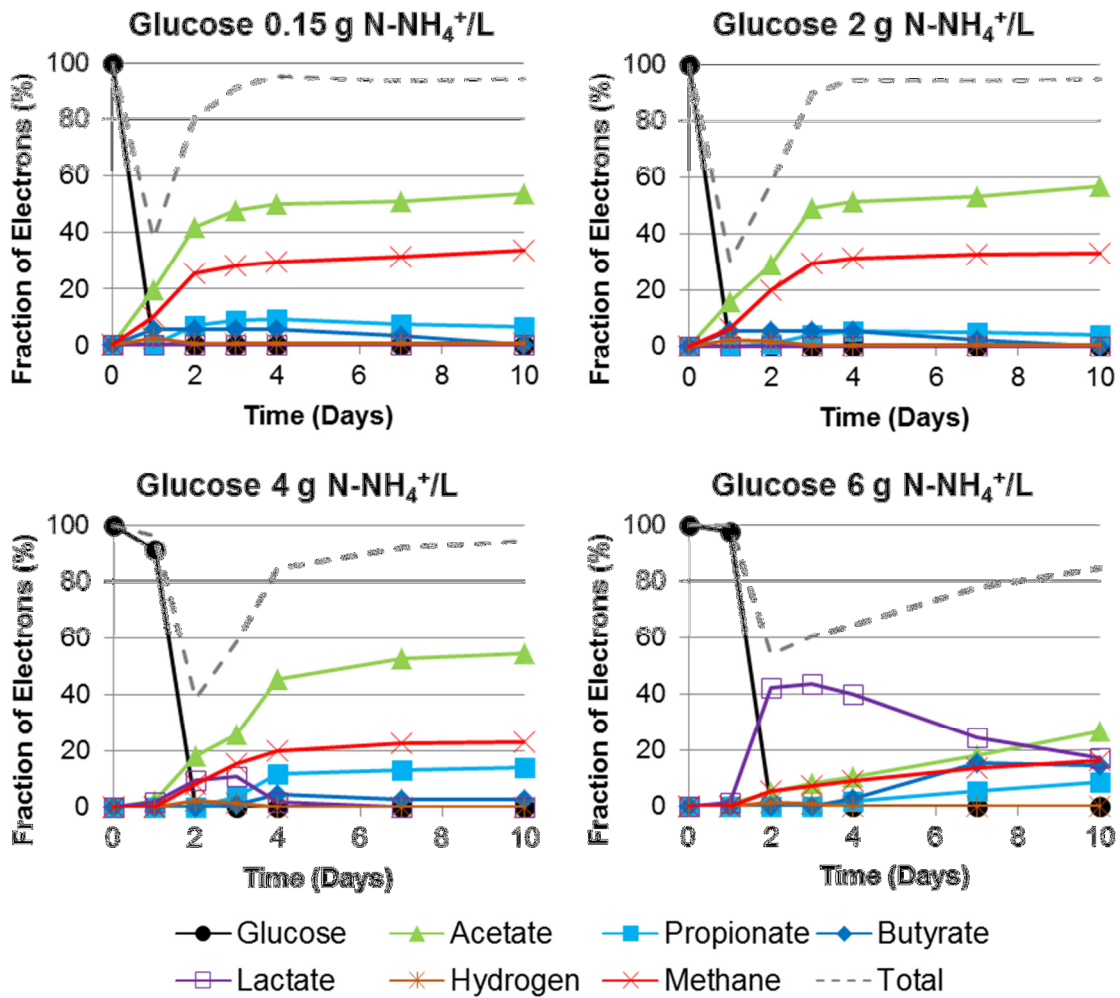 Glucose 0.15 g N-NH₄⁺/L
Glucose 2 g N-NH₄⁺/L
Fraction of Electrons (%)
100
80
60
40
20
0
0 2 4 6 8 10
Time (Days)
Fraction of Electrons (%)
100
80
60
40
20
0
0 2 4 6 8 10
Time (Days)
Glucose 4 g N-NH₄⁺/L
Glucose 6 g N-NH₄⁺/L
Fraction of Electrons (%)
100
80
60
40
20
0
0 2 4 6 8 10
Time (Days)
Fraction of Electrons (%)
100
80
60
40
20
0
0 2 4 6 8 10
Time (Days)
Glucose Acetate Propionate Butyrate
Lactate Hydrogen Methane Total